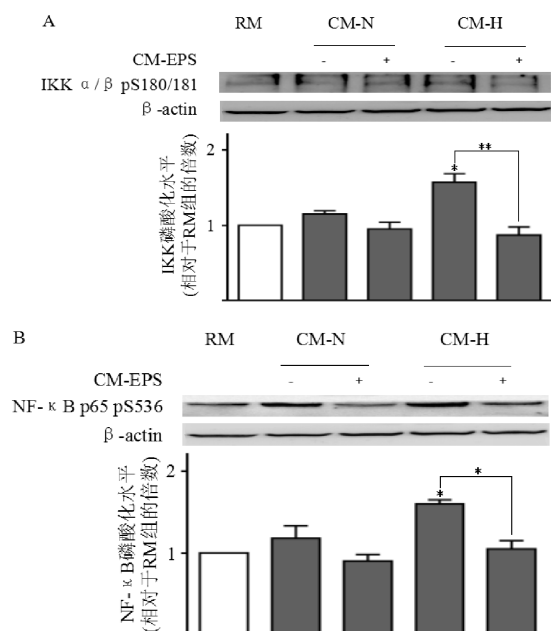 A
RM
CM-N
CM-H
CM-EPS
-
+
-
+
IKK α/β pS180/181
β-actin
IKK磷酸化水平
(相对于RM组的倍数)
2
1
*
**
B
RM
CM-N
CM-H
CM-EPS
-
+
-
+
NF-κB p65 pS536
β-actin
NF-κB磷酸化水平
(相对于RM组的倍数)
2
1
*
*